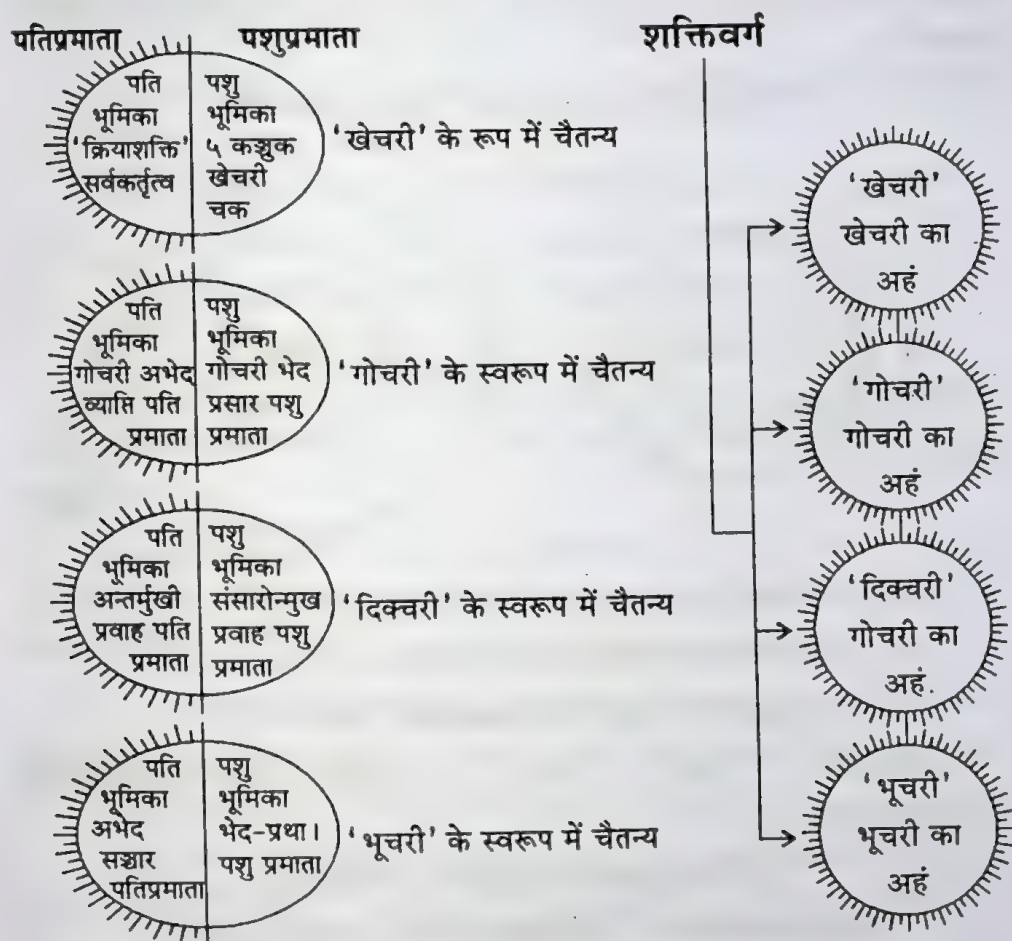 पतिप्रमाता पशुप्रमाता
पति
भूमिका
'क्रियाशक्ति'
सर्वकर्तृत्व
पशु
भूमिका
५ कञ्चुक
खेचरी
चक
'खेचरी' के रूप में चैतन्य
पति
भूमिका
गोचरी अभेद
व्याप्ति पति
प्रमाता
पशु
भूमिका
गोचरी भेद
प्रसार पशु
प्रमाता
'गोचरी' के स्वरूप में चैतन्य
पति
भूमिका
अन्तर्मुखी
प्रवाह पति
प्रमाता
पशु
भूमिका
संसारोन्मुख
प्रवाह पशु
प्रमाता
'दिक्चरी' के स्वरूप में चैतन्य
पति
भूमिका
अभेद
सञ्चार
पतिप्रमाता
पशु
भूमिका
भेद-प्रथा।
पशु प्रमाता
'भूचरी' के स्वरूप में चैतन्य
शक्तिवर्ग
'खेचरी'
खेचरी का
अहं
'गोचरी'
गोचरी का
अहं
'दिक्चरी'
गोचरी का
अहं.
'भूचरी'
भूचरी का
अहं